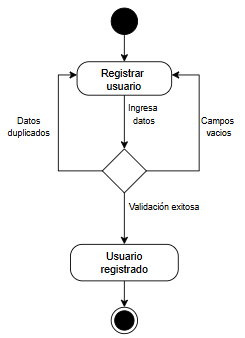 Registrar
usuario
Ingresa
datos
Datos
duplicados
Campos
vacios
Validación exitosa
Usuario
registrado